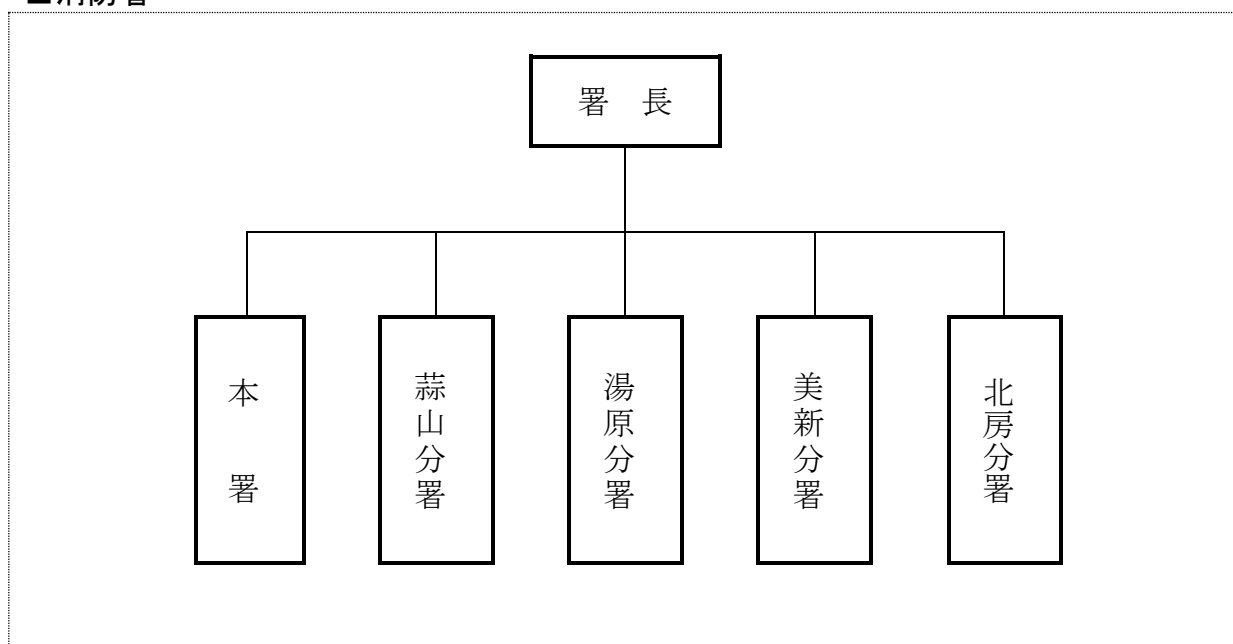 ■消防署
署　長
本　署
蒜山分署
湯原分署
美新分署
北房分署